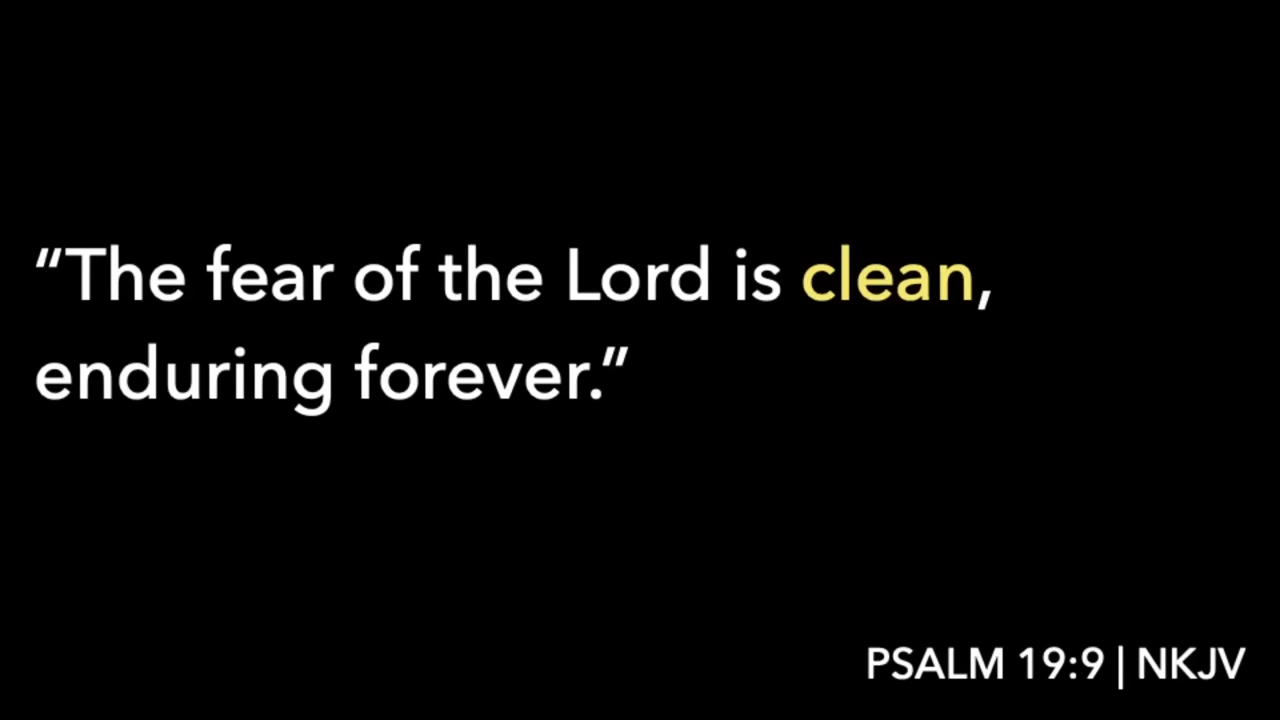 “The fear of the Lord is clean,
enduring forever.”
PSALM 19:9 | NKJV